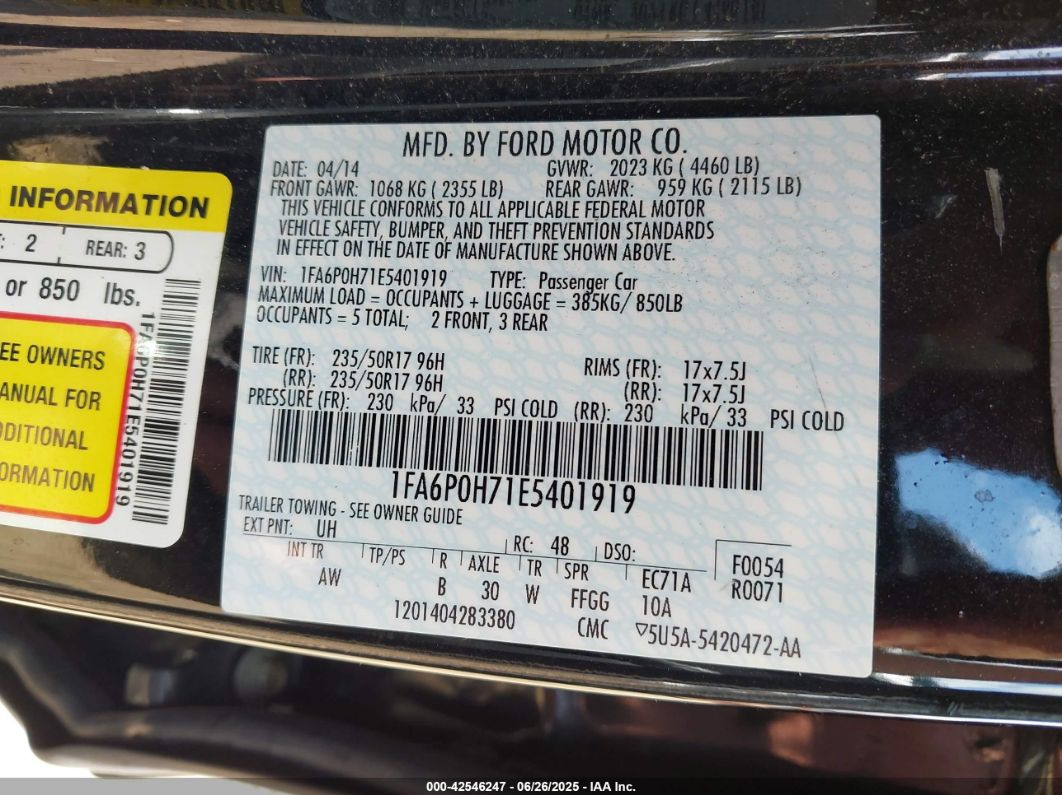 MFD. BY FORD MOTOR CO.
DATE: 04/14 GVWR: 2023 KG ( 4460 LB)
FRONT GAWR: 1068 KG ( 2355 LB) REAR GAWR: 959 KG ( 2115 LB)
THIS VEHICLE CONFORMS TO ALL APPLICABLE FEDERAL MOTOR
VEHICLE SAFETY, BUMPER, AND THEFT PREVENTION STANDARDS
IN EFFECT ON THE DATE OF MANUFACTURE SHOWN ABOVE.
VIN: 1FA6P0H71E5401919 TYPE: Passenger Car
MAXIMUM LOAD = OCCUPANTS + LUGGAGE = 385KG/ 850LB
OCCUPANTS = 5 TOTAL; 2 FRONT, 3 REAR
TIRE (FR): 235/50R17 96H RIMS (FR): 17x7.5J
(RR): 235/50R17 96H (RR): 17x7.5J
PRESSURE (FR): 230 kPa/ 33 PSI COLD (RR): 230 kPa/ 33 PSI COLD
1FA6P0H71E5401919
TRAILER TOWING - SEE OWNER GUIDE
EXT PNT: UH RC: 48 DSO: F0054
INT TR TP/PS R AXLE TR SPR EC71A R0071
AW B 30 W FFGG 10A
1201404283380 CMC ▽5U5A-5420472-AA
INFORMATION
: 2 REAR: 3
or 850 lbs.
EE OWNERS
ANUAL FOR
DDITIONAL
FORMATION
1FA6P0H71E5401919
000-42546247 - 06/26/2025 - IAA Inc.